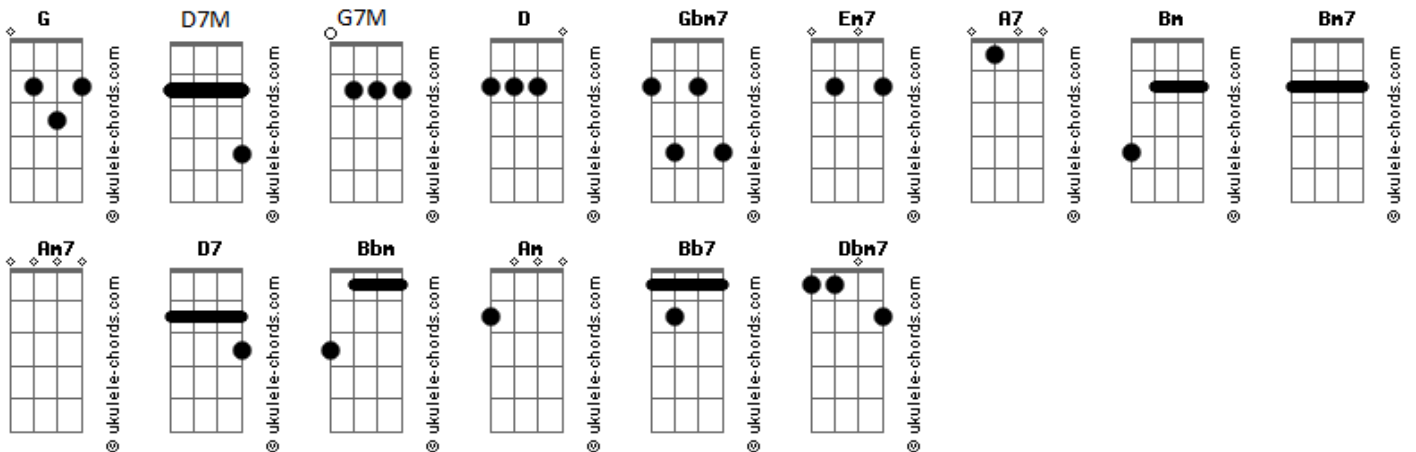 G D7M G7M D Gbm7 Em7 A7 Bm Bm7
© ukulele-chords.com © ukulele-chords.com © ukulele-chords.com © ukulele-chords.com © ukulele-chords.com © ukulele-chords.com © ukulele-chords.com © ukulele-chords.com © ukulele-chords.com
Am7 D7 Bbm Am Bb7 Dbm7
© ukulele-chords.com © ukulele-chords.com © ukulele-chords.com © ukulele-chords.com © ukulele-chords.com © ukulele-chords.com